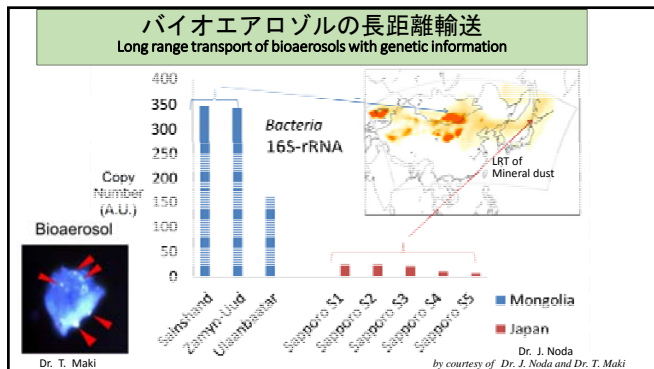 バイオエアロゾルの長距離輸送
Long range transport of bioaerosols with genetic information
400
350
300
250
200
150
100
50
0
Copy
Number
(A.U.)
Bacteria
16S-rRNA
LRT of
Mineral dust
Bioaerosol
Sainshand
Zamyn-Uud
Ulaanbaatar
Sapporo S1
Sapporo S2
Sapporo S3
Sapporo S4
Sapporo S5
Mongolia
Japan
Dr. T. Maki
Dr. J. Noda
by courtesy of Dr. J. Noda and Dr. T. Maki